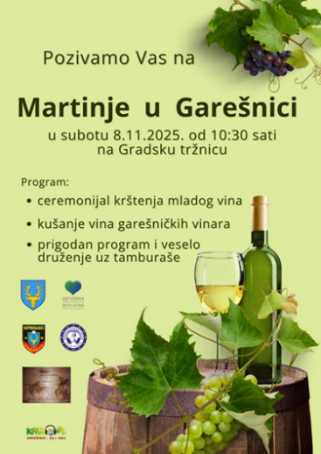 Pozivamo Vas na
Martinje u Garešnici
u subotu 8.11.2025. od 10:30 sati
na Gradsku tržnicu
Program:
• ceremonijal krštenja mladog vina
• kušanje vina garešničkih vinara
• prigodan program i veselo
druženje uz tamburaše